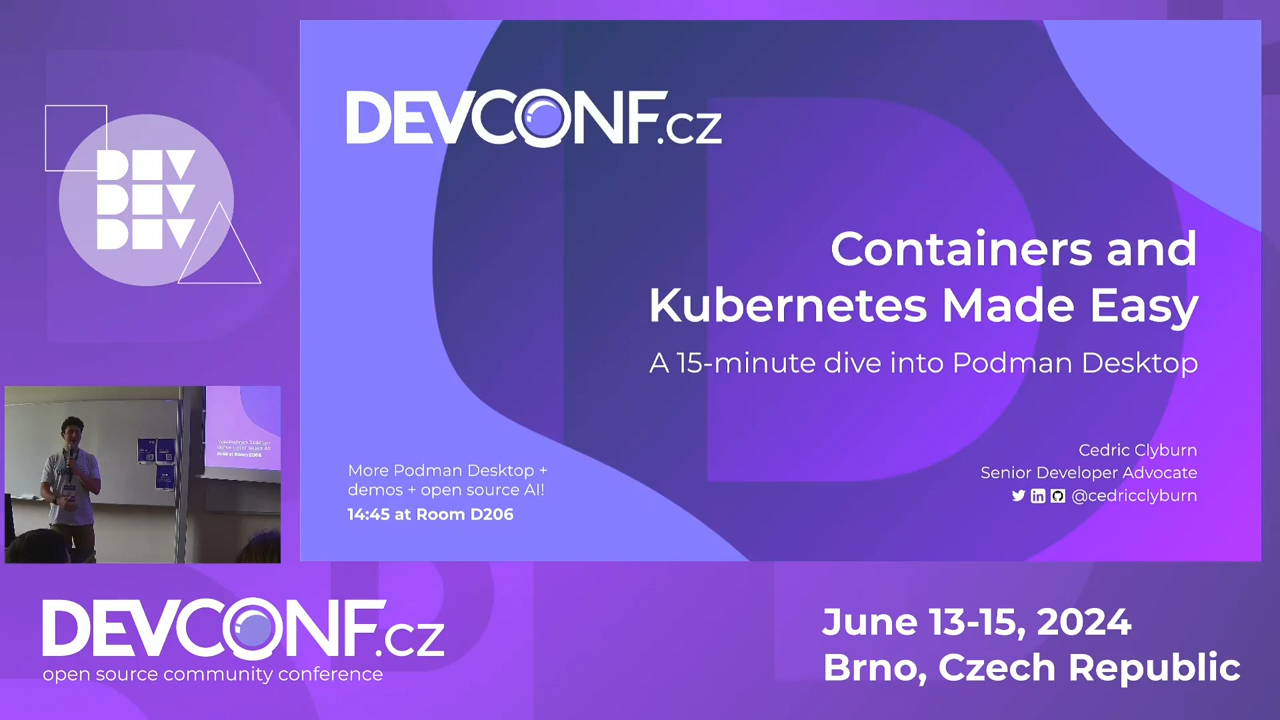 DEVCONF.cz
Containers and
Kubernetes Made Easy
A 15-minute dive into Podman Desktop
Cedric Clyburn
Senior Developer Advocate
@cedricclyburn
More Podman Desktop +
demos + open source AI!
14:45 at Room D206
DEV
DEV
DEV
DEVCONF.cz
open source community conference
June 13-15, 2024
Brno, Czech Republic